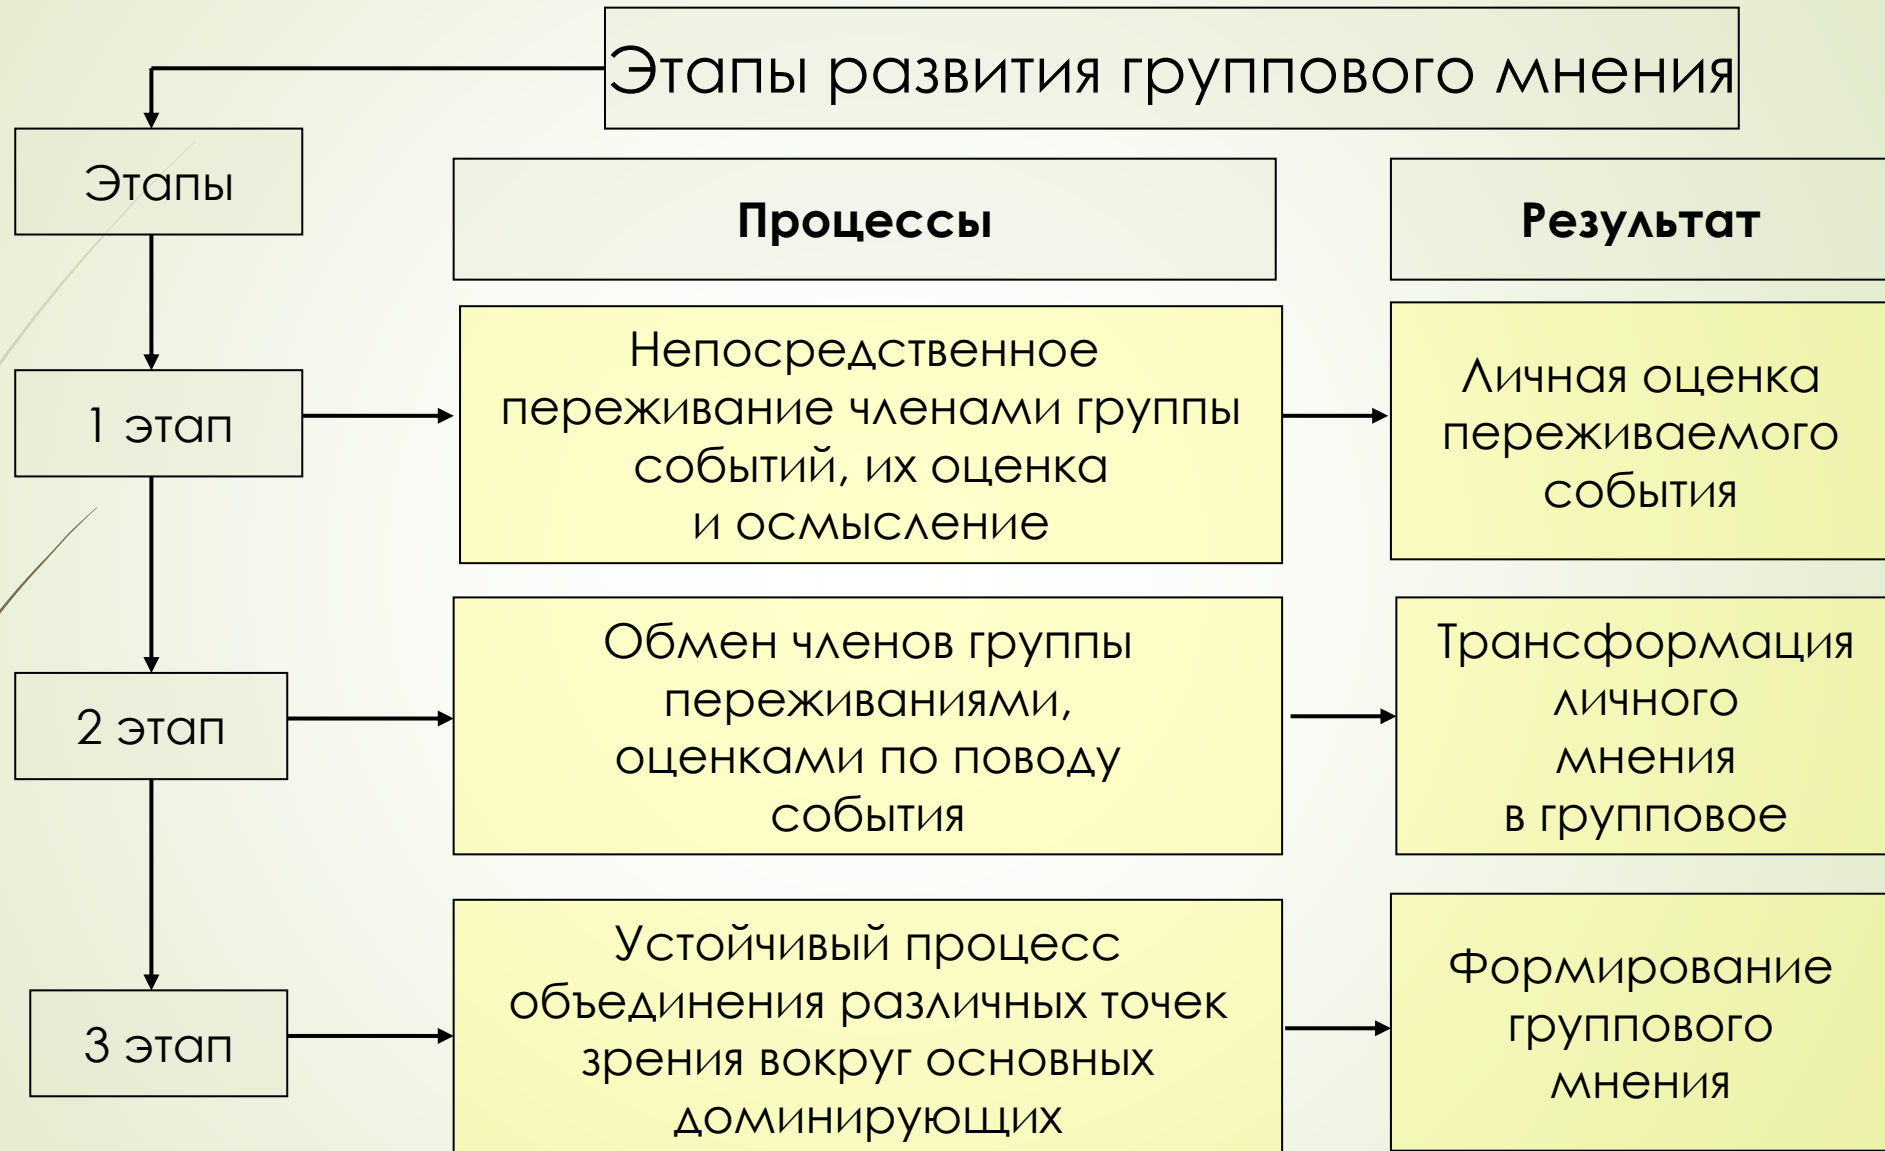 Этапы развития группового мнения
Этапы
Процессы
Результат
1 этап
Непосредственное
переживание членами группы
событий, их оценка
и осмысление
Личная оценка
переживаемого
события
2 этап
Обмен членов группы
переживаниями,
оценками по поводу
события
Трансформация
личного
мнения
в групповое
3 этап
Устойчивый процесс
объединения различных точек
зрения вокруг основных
доминирующих
Формирование
группового
мнения